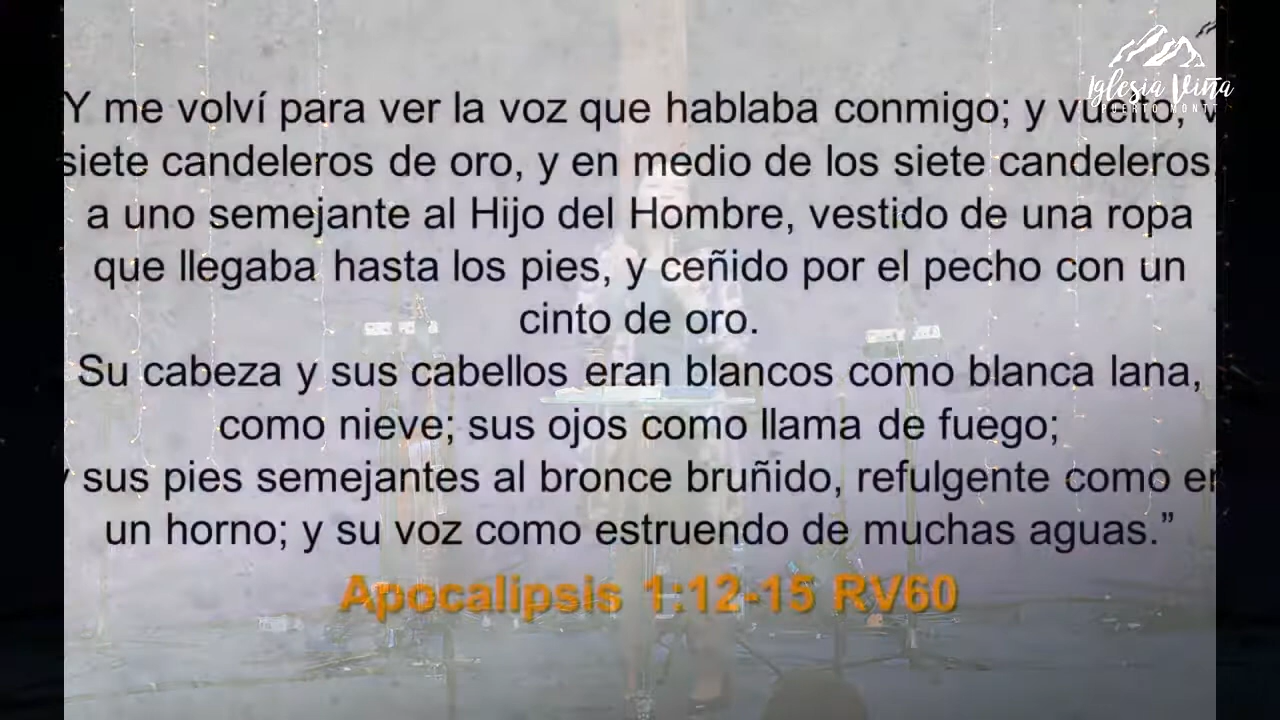 Iglesia Viña
PUERTO MONTT
Y me volví para ver la voz que hablaba conmigo; y vuelto, v
siete candeleros de oro, y en medio de los siete candeleros,
a uno semejante al Hijo del Hombre, vestido de una ropa
que llegaba hasta los pies, y ceñido por el pecho con un
cinto de oro.
Su cabeza y sus cabellos eran blancos como blanca lana,
como nieve; sus ojos como llama de fuego;
y sus pies semejantes al bronce bruñido, refulgente como en
un horno; y su voz como estruendo de muchas aguas.”
Apocalipsis 1:12-15 RV60